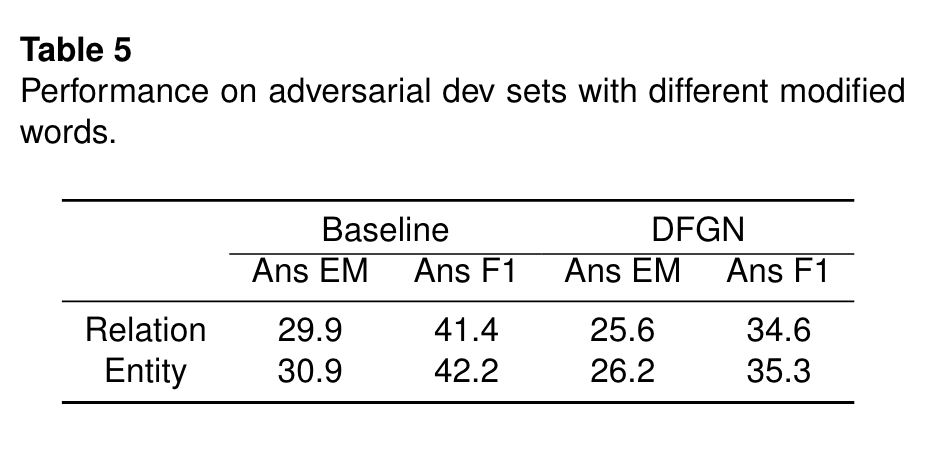 Table 5
Performance on adversarial dev sets with different modified
words.
Baseline DFGN
Ans EM Ans F1 Ans EM Ans F1
Relation 29.9 41.4 25.6 34.6
Entity 30.9 42.2 26.2 35.3